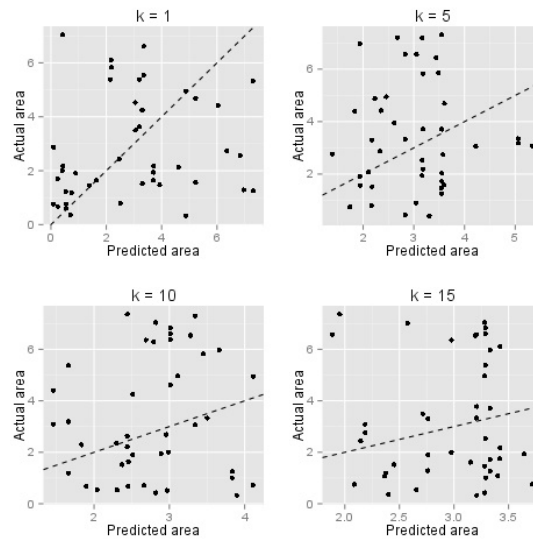 k = 1
Actual area
6
4
2
0
0 2 4 6
Predicted area
k = 5
Actual area
6
4
2
0
2 3 4 5
Predicted area
k = 10
Actual area
6
4
2
0
2 3 4
Predicted area
k = 15
Actual area
6
4
2
0
2.0 2.5 3.0 3.5
Predicted area